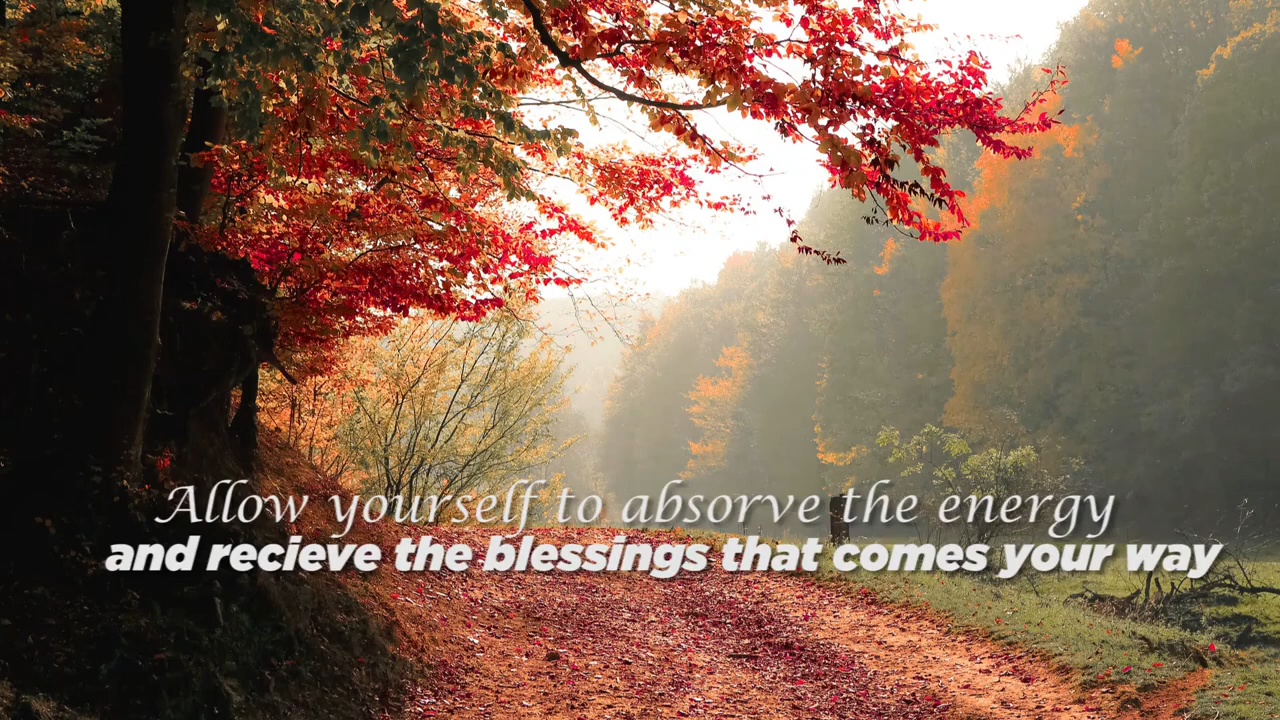 Allow yourself to absorve the energy
and recieve the blessings that comes your way